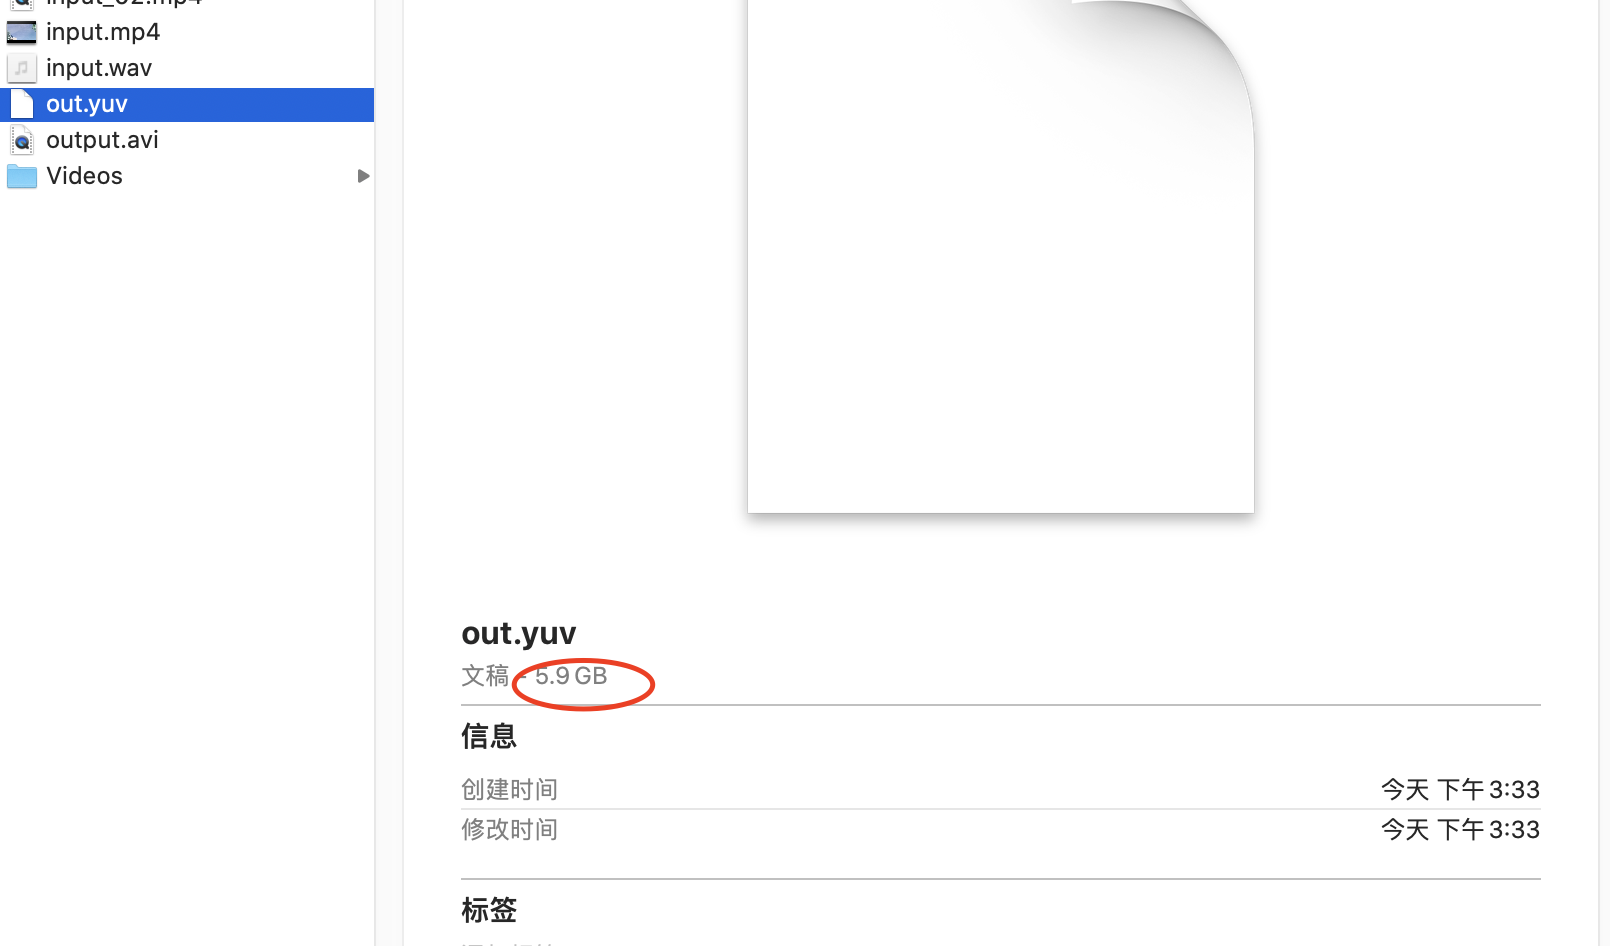 input_02.mp4
input.mp4
input.wav
out.yuv
output.avi
Videos
out.yuv
文稿 - 5.9 GB
信息
创建时间 今天 下午 3:33
修改时间 今天 下午 3:33
标签